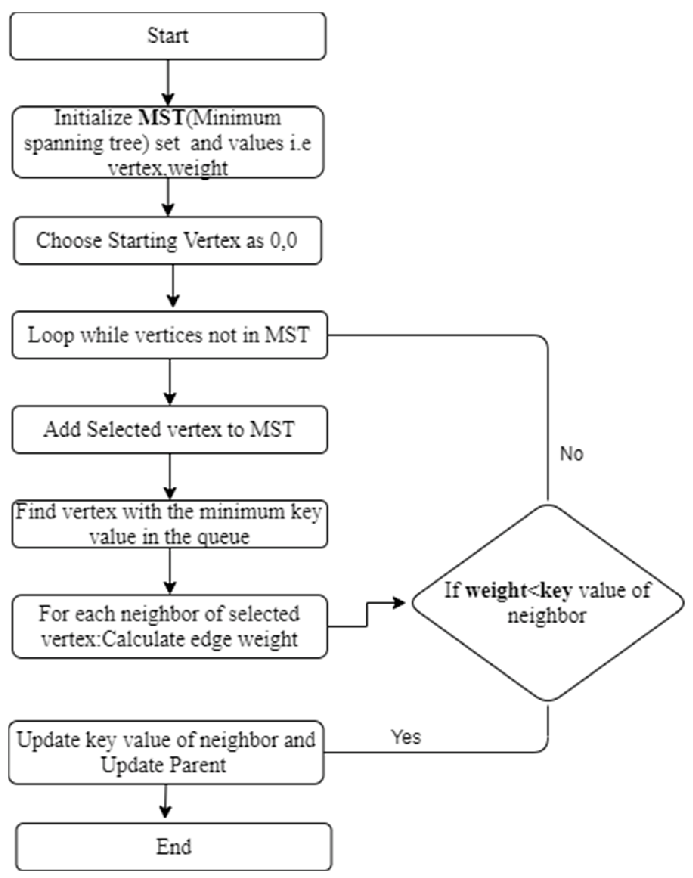 Start
Initialize MST(Minimum
spanning tree) set and values i.e
vertex,weight
Choose Starting Vertex as 0,0
Loop while vertices not in MST
Add Selected vertex to MST
No
Find vertex with the minimum key
value in the queue
If weight<key value of
neighbor
For each neighbor of selected
vertex:Calculate edge weight
Update key value of neighbor and
Update Parent
Yes
End